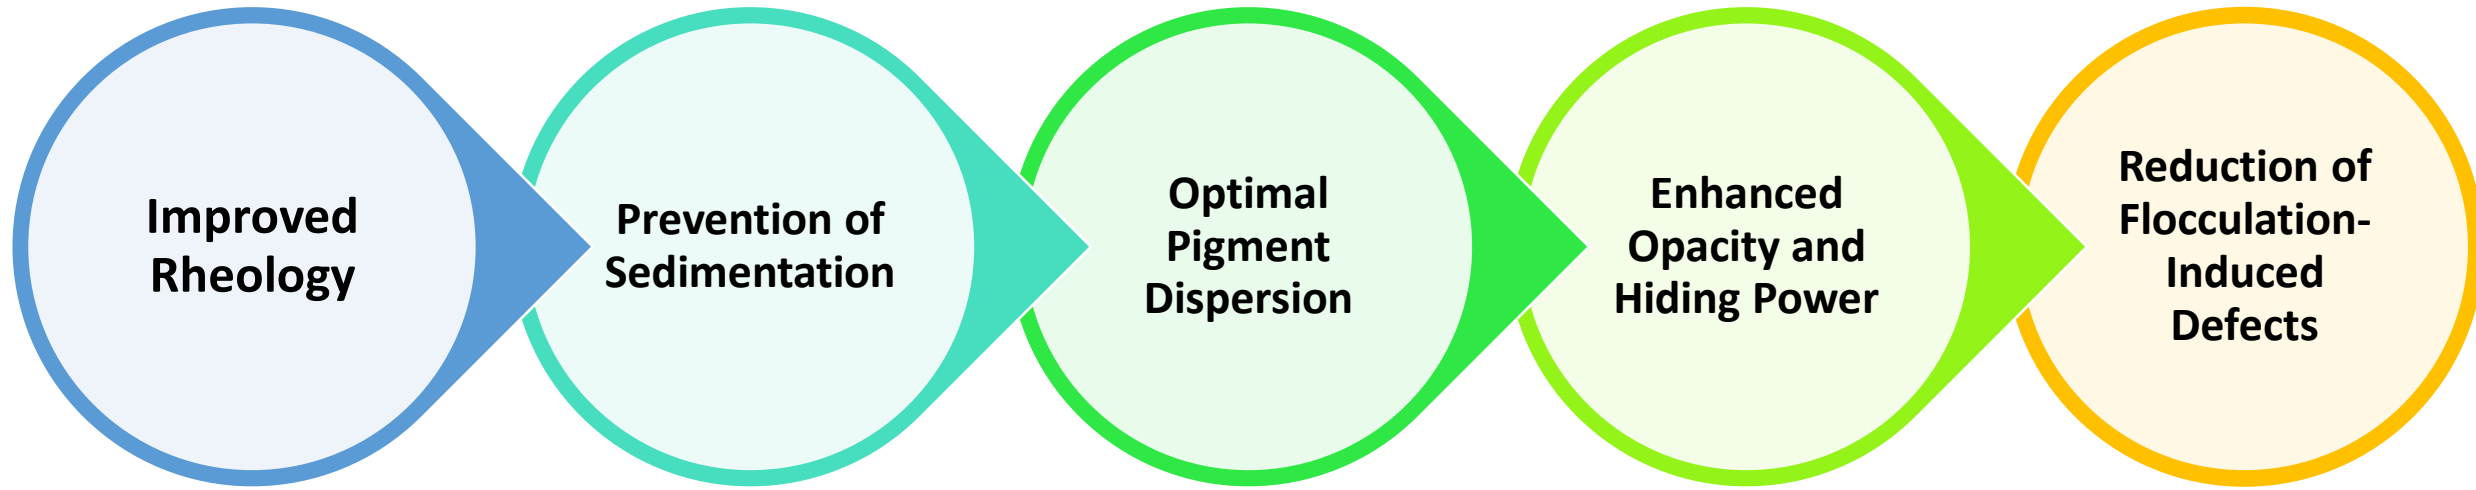 Improved
Rheology
Prevention of
Sedimentation
Optimal
Pigment
Dispersion
Enhanced
Opacity and
Hiding Power
Reduction of
Flocculation-
Induced
Defects